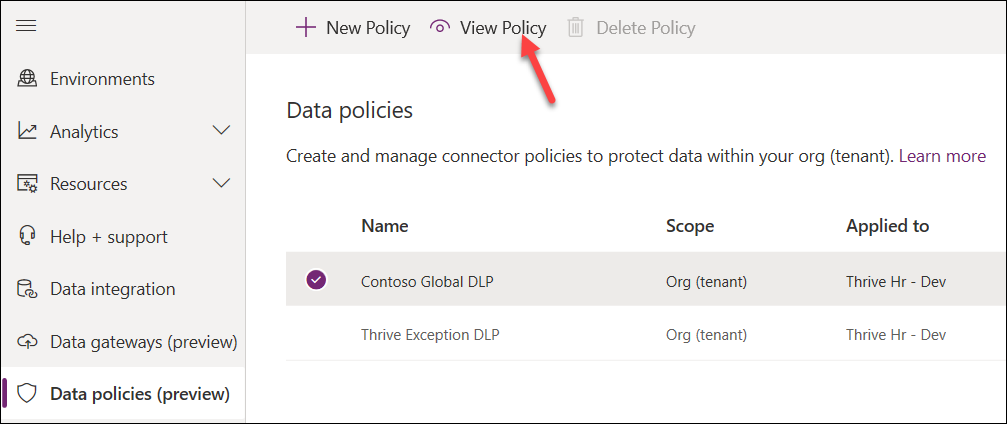 New Policy View Policy Delete Policy
Environments
Analytics
Resources
Help + support
Data integration
Data gateways (preview)
Data policies (preview)
Data policies
Create and manage connector policies to protect data within your org (tenant). Learn more
Name Scope Applied to
Contoso Global DLP Org (tenant) Thrive Hr - Dev
Thrive Exception DLP Org (tenant) Thrive Hr - Dev